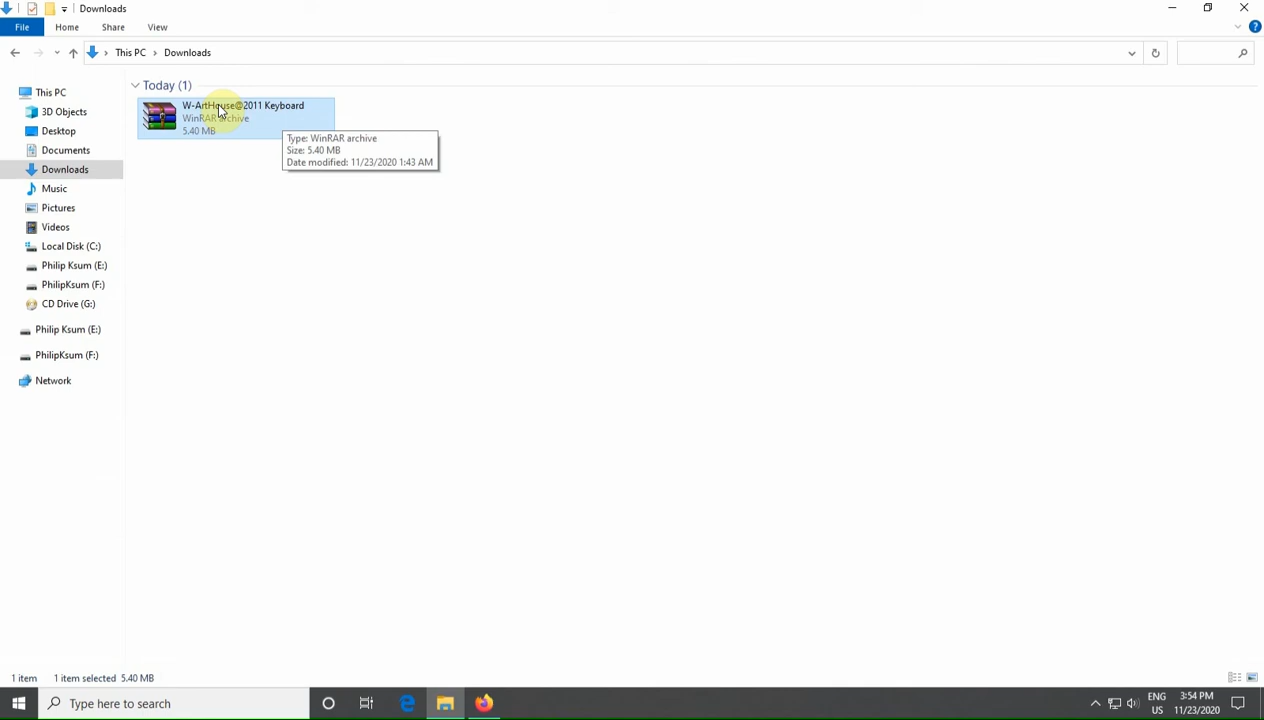 Downloads
File
Home
Share
View
This PC
Downloads
This PC
3D Objects
Desktop
Documents
Downloads
Music
Pictures
Videos
Local Disk (C:)
Philip Ksum (E:)
PhilipKsum (F:)
CD Drive (G:)
Philip Ksum (E:)
PhilipKsum (F:)
Network
Today (1)
W-ArtHouse@2011 Keyboard
WinRAR archive
5.40 MB
Type: WinRAR archive
Size: 5.40 MB
Date modified: 11/23/2020 1:43 AM
1 item 1 item selected 5.40 MB
Type here to search
ENG
US
3:54 PM
11/23/2020